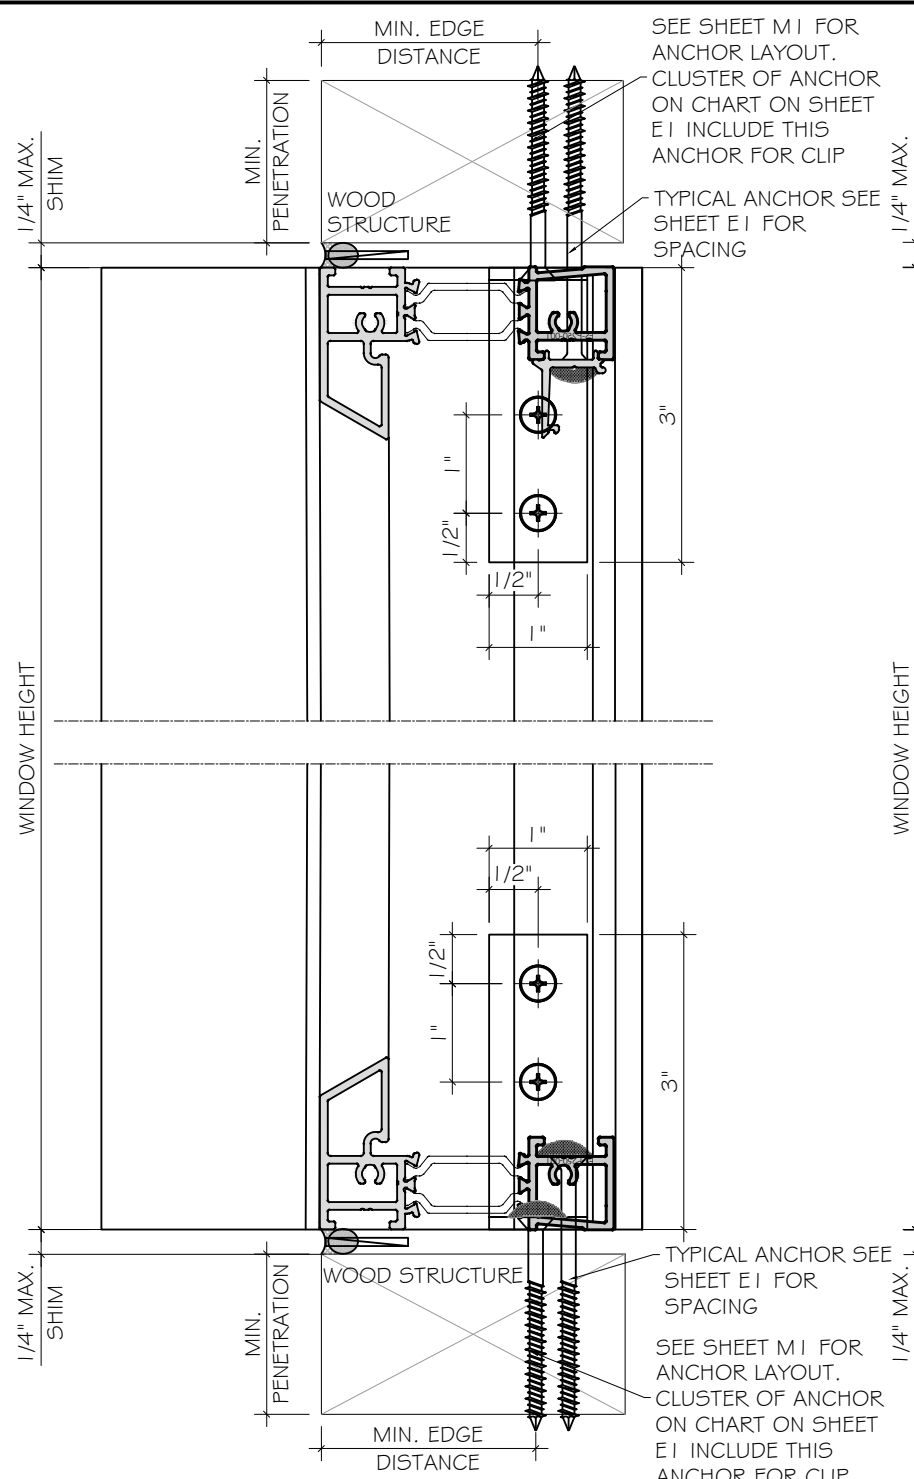 MIN. EDGE
DISTANCE
SEE SHEET M1 FOR
ANCHOR LAYOUT.
CLUSTER OF ANCHOR
ON CHART ON SHEET
E1 INCLUDE THIS
ANCHOR FOR CLIP
1/4" MAX.
SHIM
MIN.
PENETRATION
WOOD
STRUCTURE
TYPICAL ANCHOR SEE
SHEET E1 FOR
SPACING
1/4" MAX.
3"
1"
1/2"
1/2"
1"
WINDOW HEIGHT
WINDOW HEIGHT
1"
1/2"
1/2"
1"
3"
1/4" MAX.
SHIM
MIN.
PENETRATION
WOOD STRUCTURE
TYPICAL ANCHOR SEE
SHEET E1 FOR
SPACING
1/4" MAX.
SEE SHEET M1 FOR
ANCHOR LAYOUT.
CLUSTER OF ANCHOR
ON CHART ON SHEET
E1 INCLUDE THIS
ANCHOR FOR CLIP
MIN. EDGE
DISTANCE